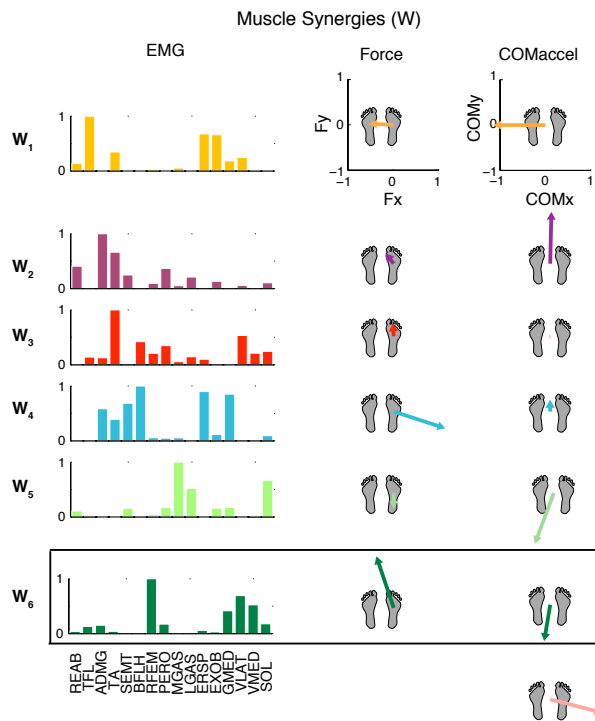 Muscle Synergies (W)
EMG Force COMaccel
W1 1 0
Fy 1 0 −1
−1 0 1
Fx
COMy 1 0 −1
−1 0 1
COMx
W2 1 0
W3 1 0
W4 1 0
W5 1 0
W6 1 0
REAB
TFL
ADMG
TA
SEMT
BFLH
RFEM
PERO
MGAS
LGAS
ERSP
EXOB
GMED
VLAT
VMED
SOL